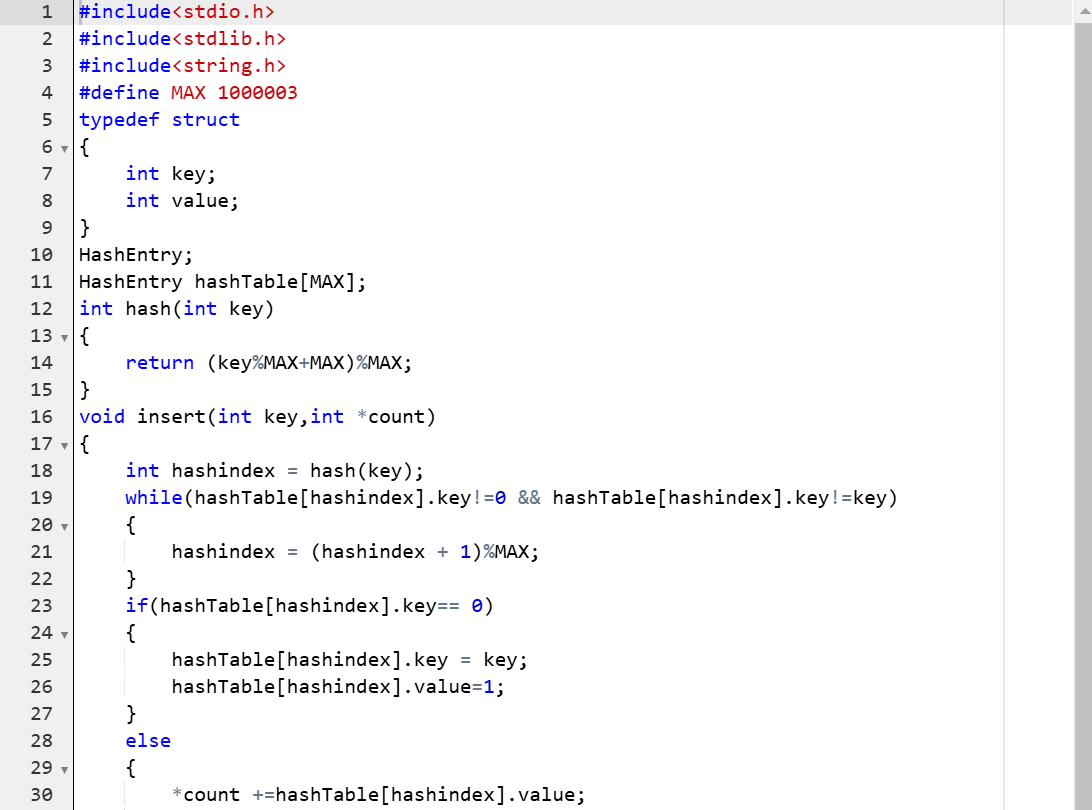 1 #include<stdio.h>
2 #include<stdlib.h>
3 #include<string.h>
4 #define MAX 1000003
5 typedef struct
6 {
7     int key;
8     int value;
9 }
10 HashEntry;
11 HashEntry hashTable[MAX];
12 int hash(int key)
13 {
14     return (key%MAX+MAX)%MAX;
15 }
16 void insert(int key,int *count)
17 {
18     int hashindex = hash(key);
19     while(hashTable[hashindex].key!=0 && hashTable[hashindex].key!=key)
20     {
21         hashindex = (hashindex + 1)%MAX;
22     }
23     if(hashTable[hashindex].key== 0)
24     {
25         hashTable[hashindex].key = key;
26         hashTable[hashindex].value=1;
27     }
28     else
29     {
30         *count +=hashTable[hashindex].value;